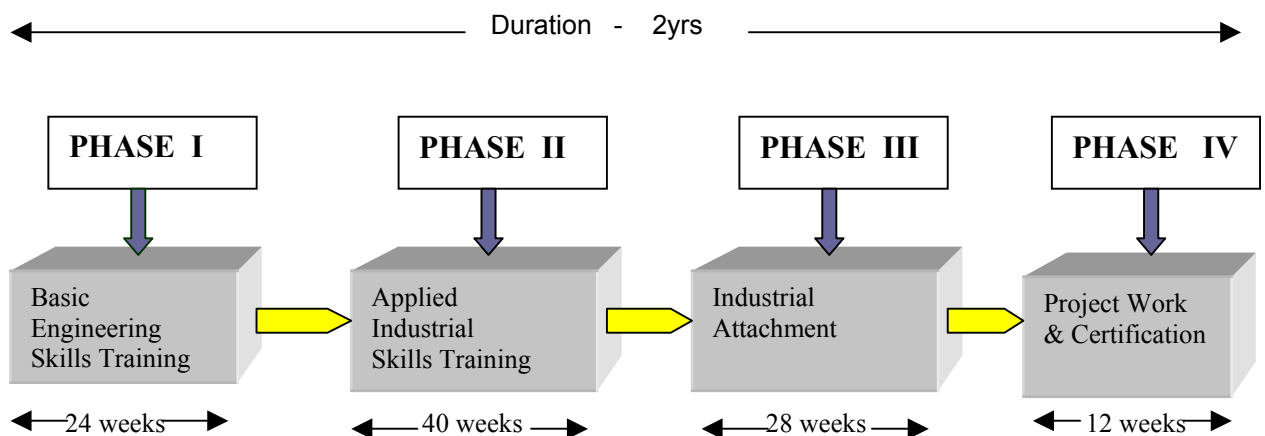 Duration - 2yrs
PHASE I
PHASE II
PHASE III
PHASE IV
Basic
Engineering
Skills Training
Applied
Industrial
Skills Training
Industrial
Attachment
Project Work
& Certification
24 weeks
40 weeks
28 weeks
12 weeks